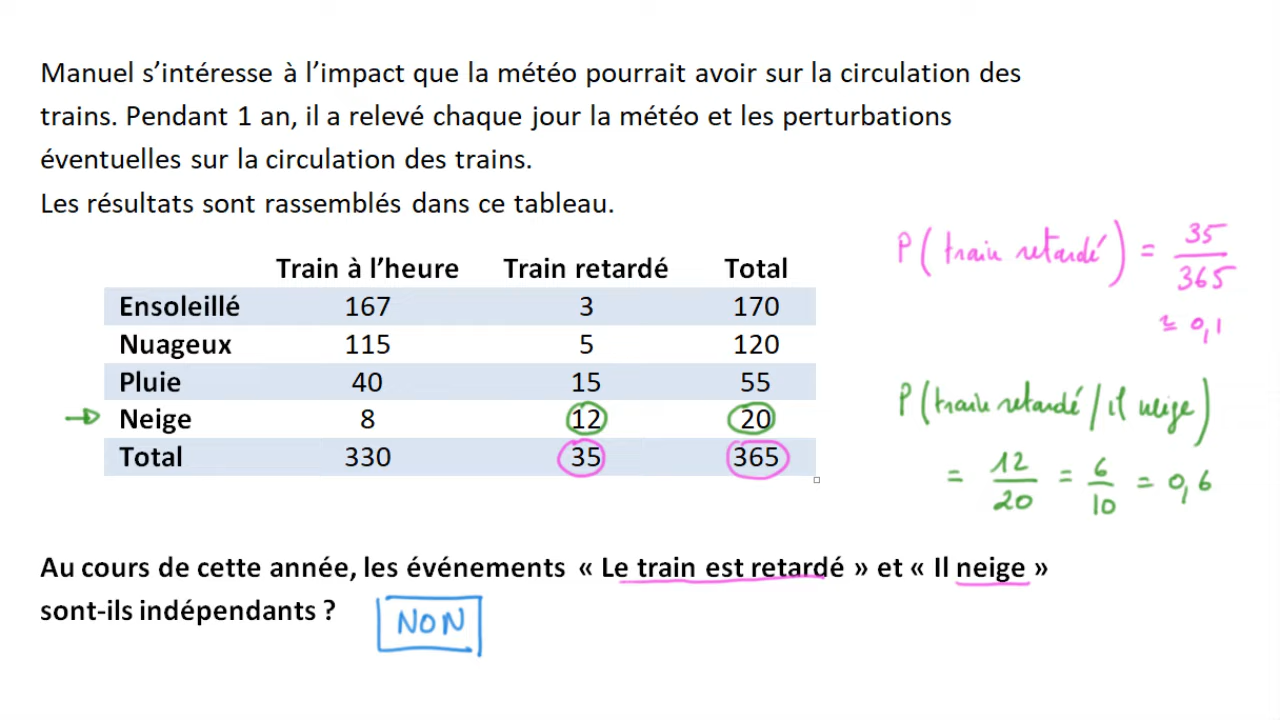 Manuel s’intéresse à l’impact que la météo pourrait avoir sur la circulation des
trains. Pendant 1 an, il a relevé chaque jour la météo et les perturbations
éventuelles sur la circulation des trains.
Les résultats sont rassemblés dans ce tableau.
Train à l’heure Train retardé Total
Ensoleillé 167 3 170
Nuageux 115 5 120
Pluie 40 15 55
Neige 8 12 20
Total 330 35 365
P(train retardé) = 35/365
≈ 0,1
P(train retardé / il neige)
= 12/20 = 6/10 = 0,6
Au cours de cette année, les événements « Le train est retardé » et « Il neige »
sont-ils indépendants ?
NON